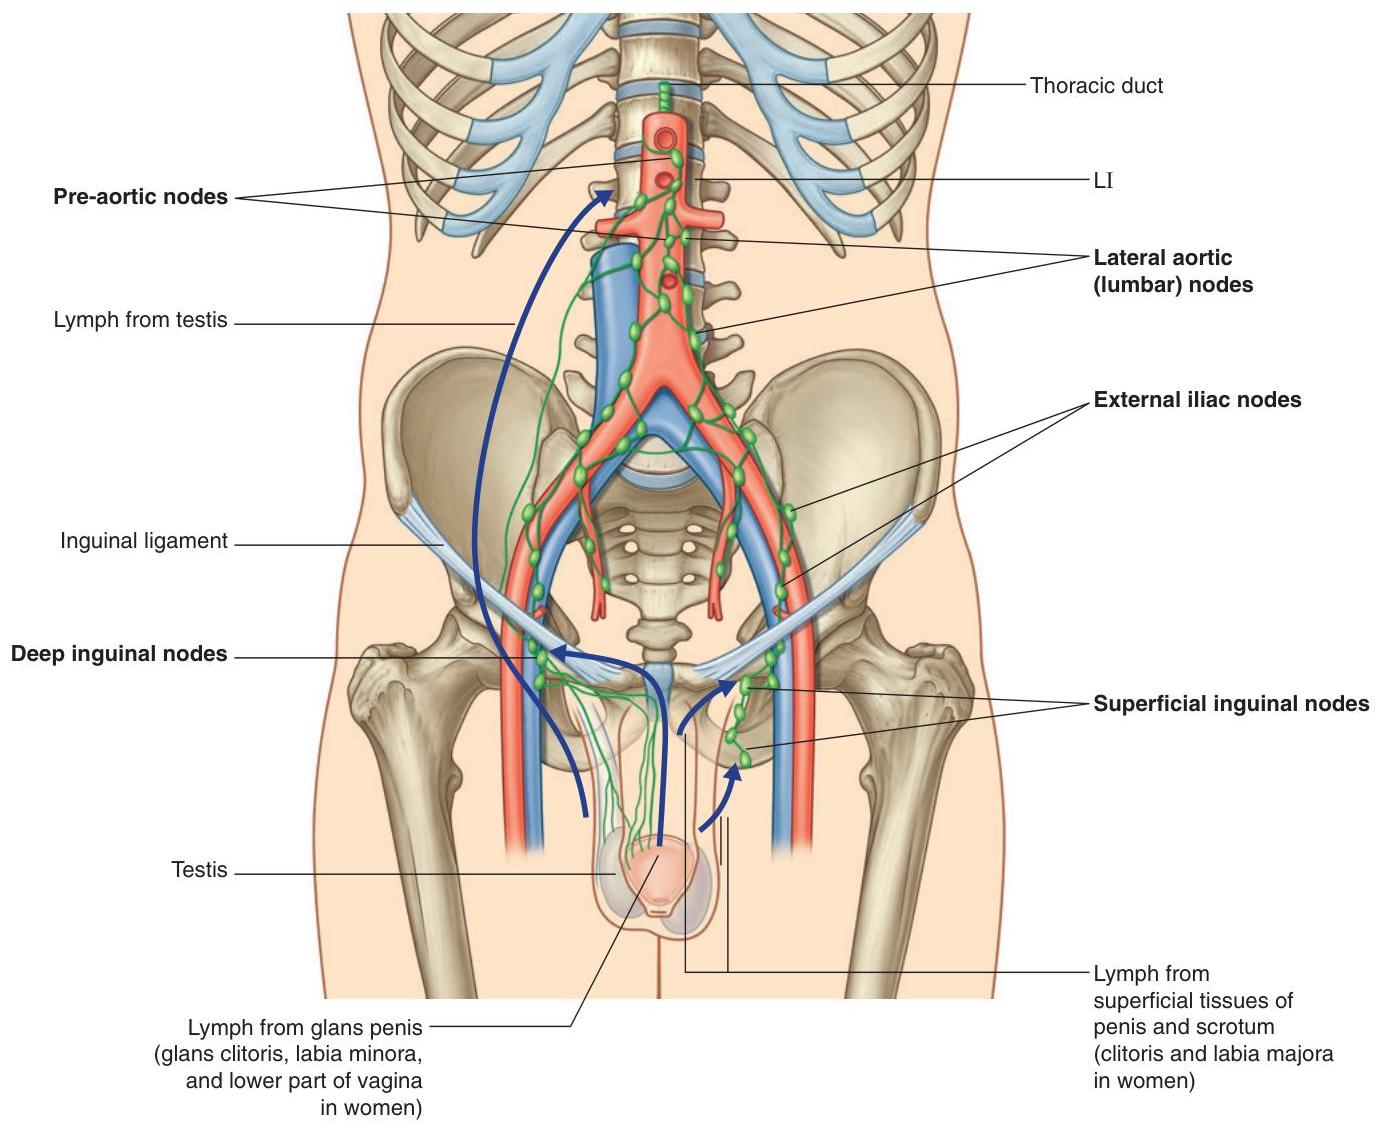 Thoracic duct
Pre-aortic nodes
LI
Lateral aortic
(lumbar) nodes
Lymph from testis
External iliac nodes
Inguinal ligament
Deep inguinal nodes
Superficial inguinal nodes
Testis
Lymph from glans penis
(glans clitoris, labia minora,
and lower part of vagina
in women)
Lymph from
superficial tissues of
penis and scrotum
(clitoris and labia majora
in women)